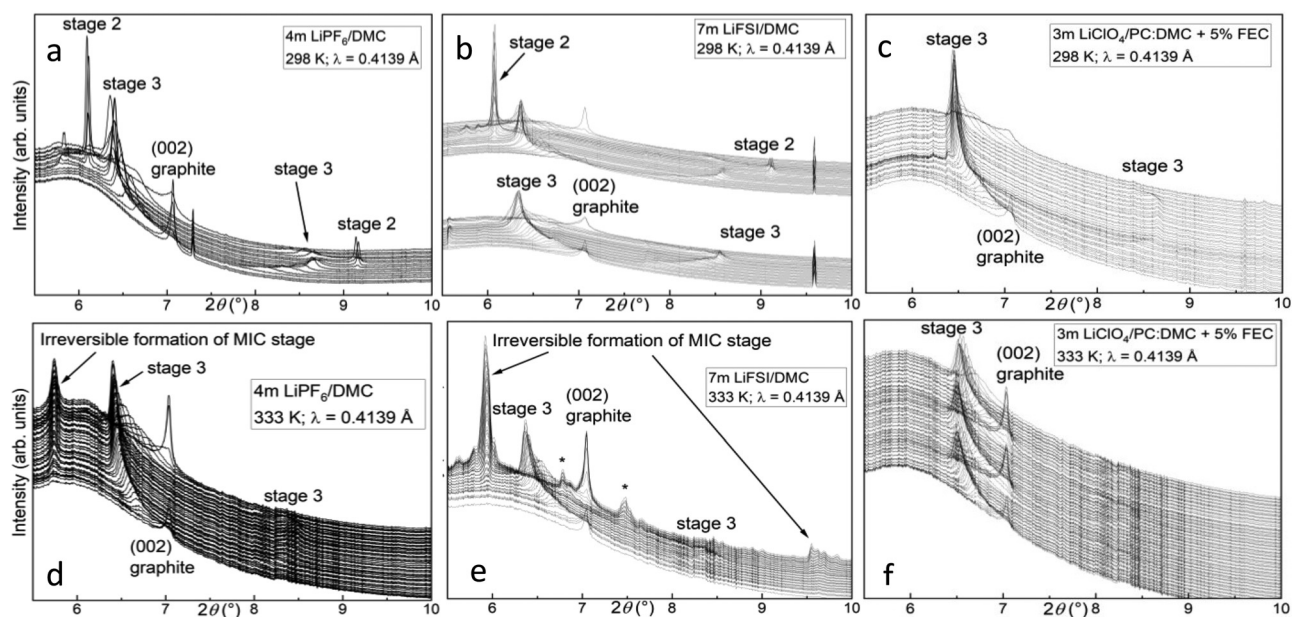 a
stage 2
stage 3
(002)
graphite
stage 3
stage 2
4m LiPF₆/DMC
298 K; λ = 0.4139 Å
Intensity (arb. units)
6 7 8 9 10
2θ(°)
b
stage 2
7m LiFSI/DMC
298 K; λ = 0.4139 Å
stage 2
stage 3
(002)
graphite
stage 3
6 7 8 9 10
2θ(°)
c
stage 3
3m LiClO₄/PC:DMC + 5% FEC
298 K; λ = 0.4139 Å
stage 3
(002)
graphite
6 7 8 9 10
2θ(°)
Irreversible formation of MIC stage
stage 3
4m LiPF₆/DMC
333 K; λ = 0.4139 Å
stage 3
(002)
graphite
d
Intensity (arb. units)
6 7 8 9 10
2θ(°)
Irreversible formation of MIC stage
7m LiFSI/DMC
333 K; λ = 0.4139 Å
stage 3
(002)
graphite
*
*
stage 3
e
6 7 8 9 10
2θ(°)
stage 3
3m LiClO₄/PC:DMC + 5% FEC
333 K; λ = 0.4139 Å
(002)
graphite
f
6 7 8 9 10
2θ(°)